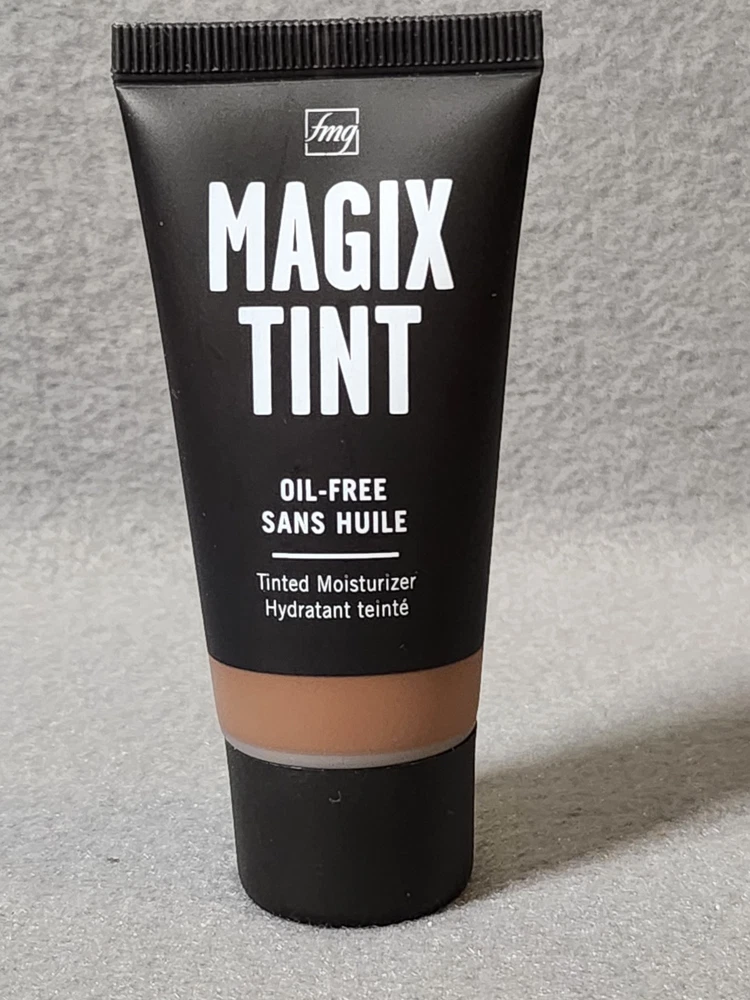 fmg
MAGIX
TINT
OIL-FREE
SANS HUILE
Tinted Moisturizer
Hydratant teinté